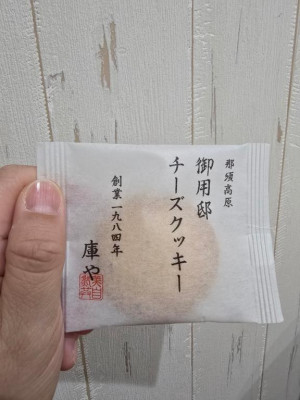 那須高原
御用邸
チーズクッキー
創業一九八四年
庫や